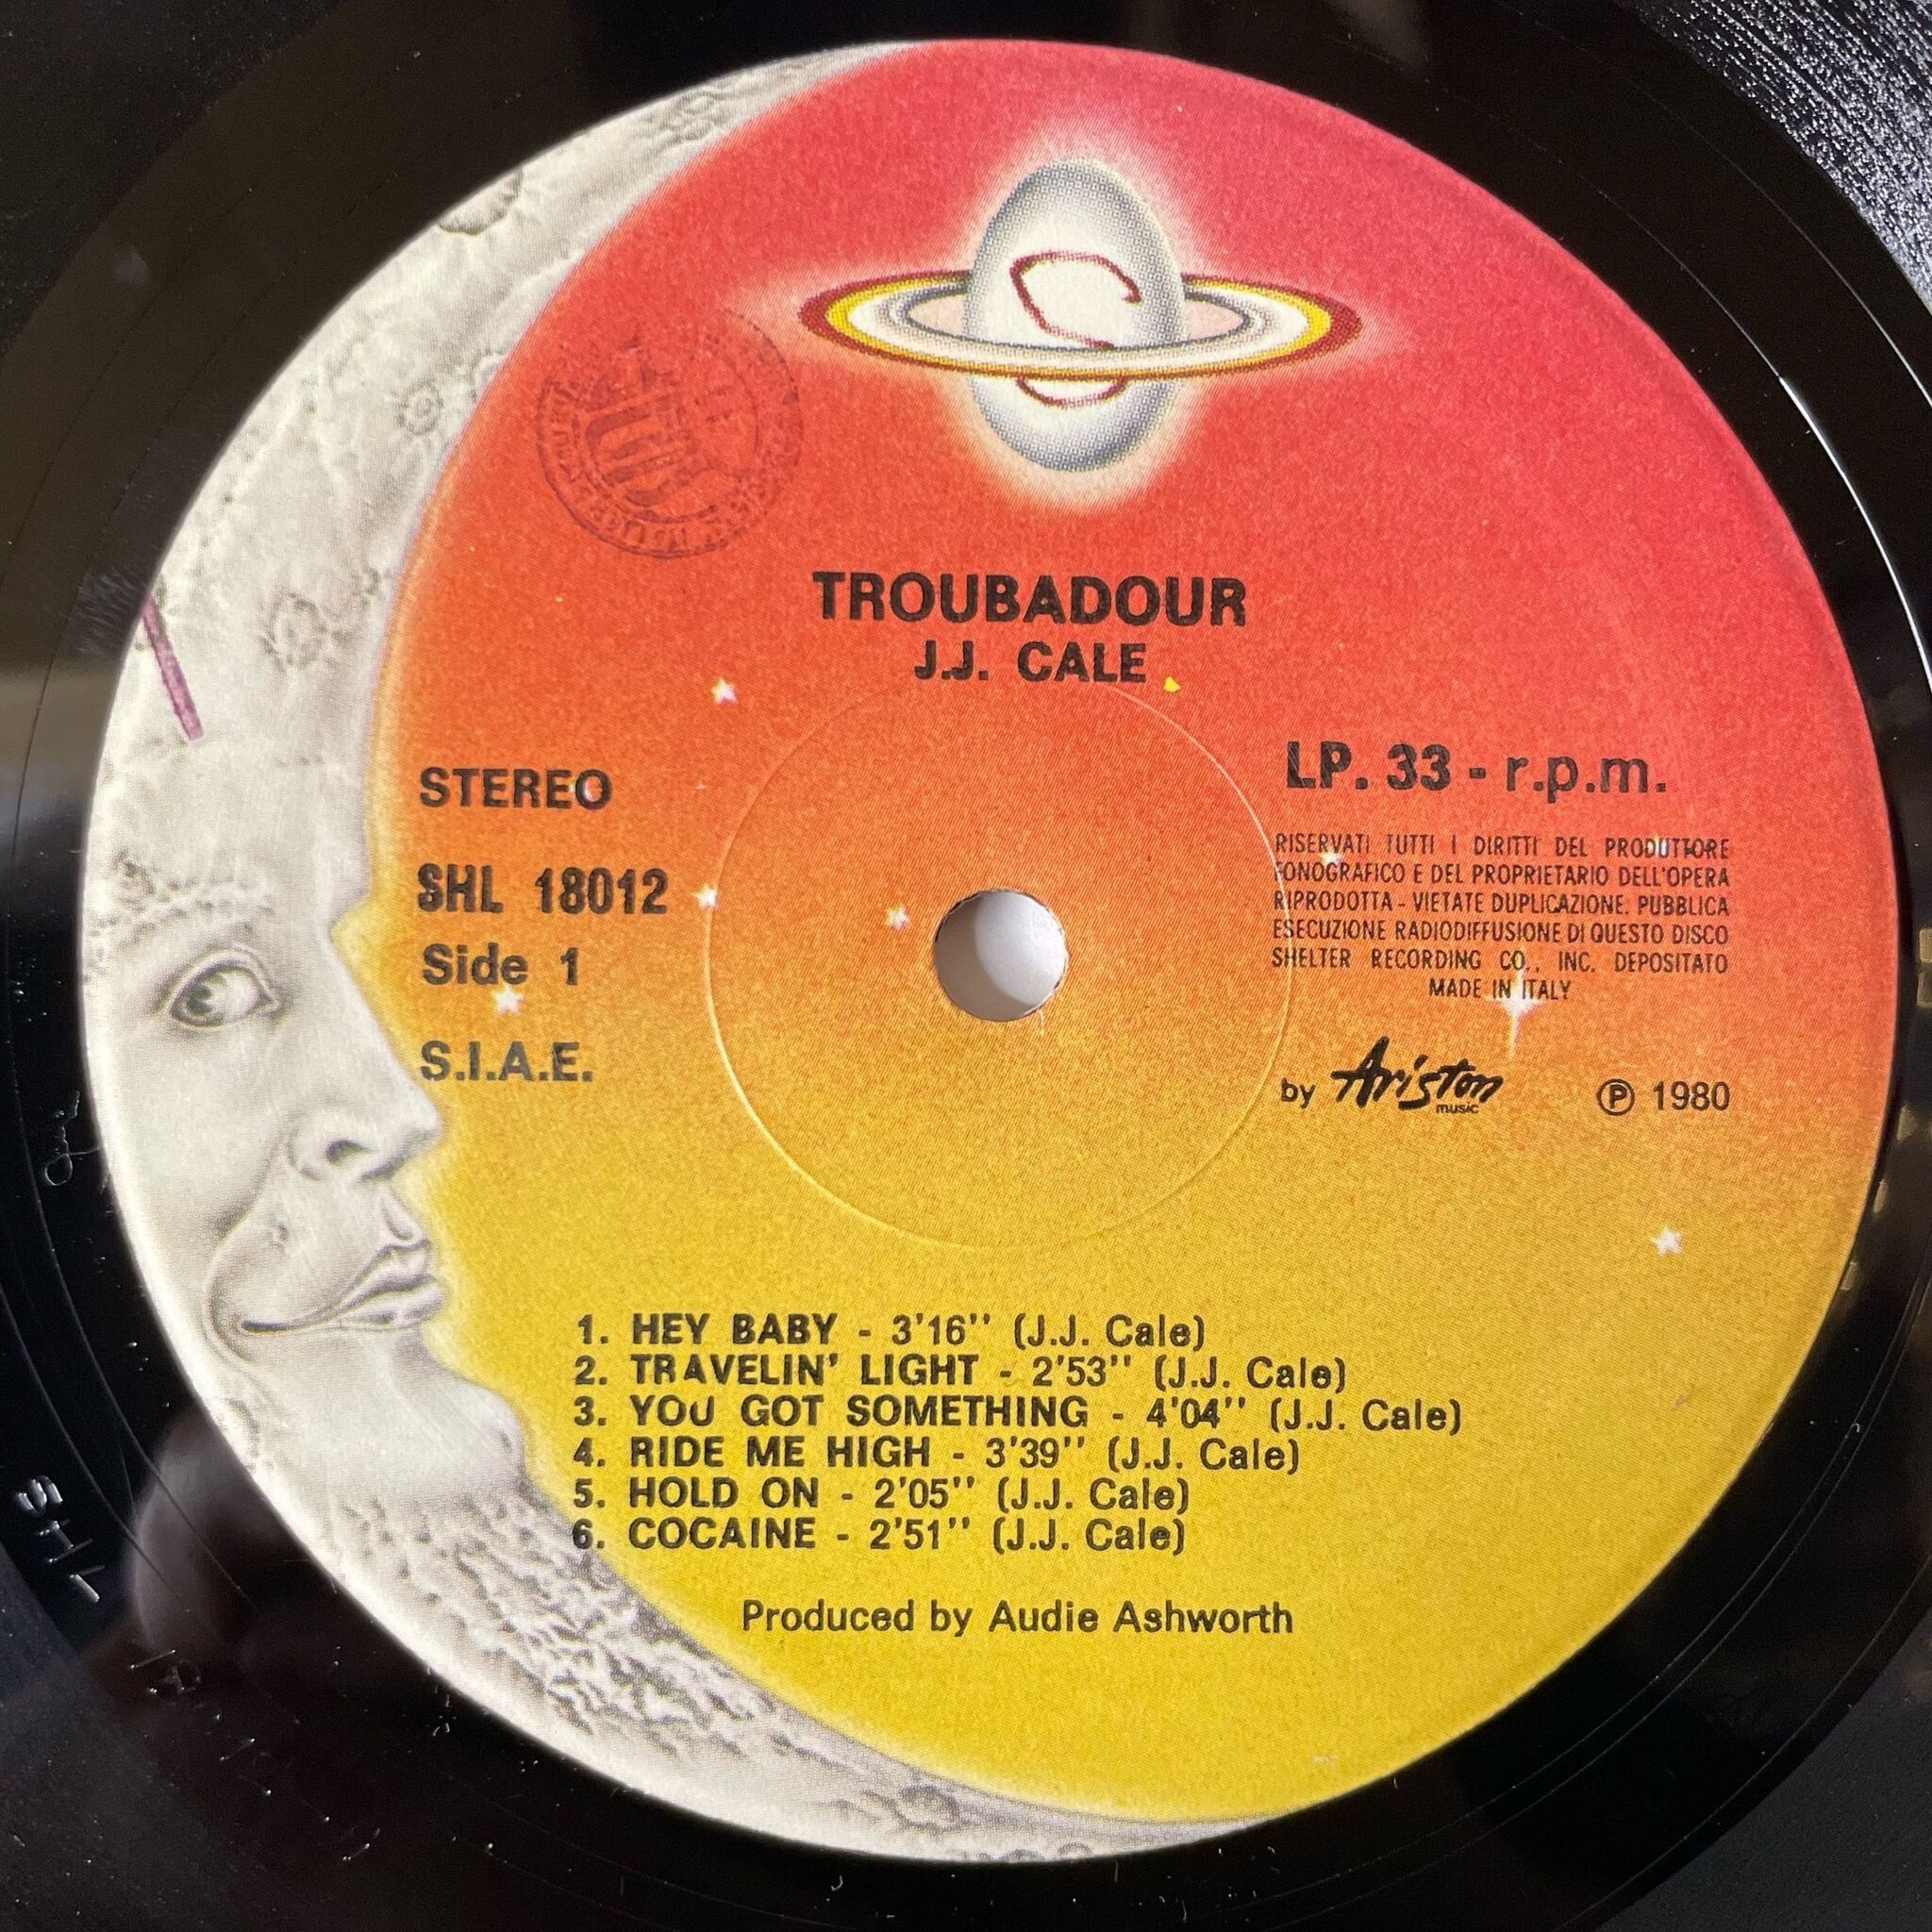 TROUBADOUR
J.J. CALE
STEREO
SHL 18012
Side 1
S.I.A.E.
LP. 33 - r.p.m.
RISERVATI TUTTI I DIRITTI DEL PRODUTTORE
FONOGRAFICO E DEL PROPRIETARIO DELL'OPERA
RIPRODOTTA - VIETATE DUPLICAZIONE. PUBBLICA
ESECUZIONE RADIODIFFUSIONE DI QUESTO DISCO
SHELTER RECORDING CO., INC. DEPOSITATO
MADE IN ITALY
by Ariston music ℗ 1980
1. HEY BABY - 3'16'' (J.J. Cale)
2. TRAVELIN' LIGHT - 2'53'' (J.J. Cale)
3. YOU GOT SOMETHING - 4'04'' (J.J. Cale)
4. RIDE ME HIGH - 3'39'' (J.J. Cale)
5. HOLD ON - 2'05'' (J.J. Cale)
6. COCAINE - 2'51'' (J.J. Cale)
Produced by Audie Ashworth